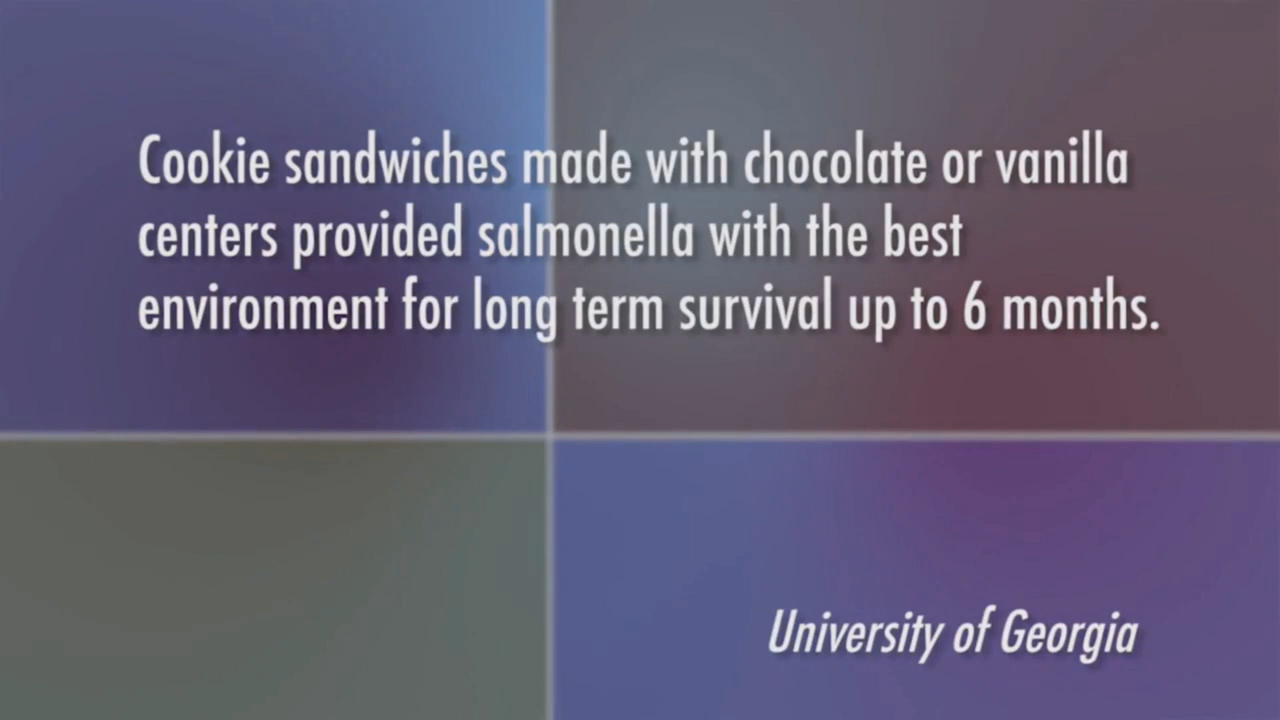 Cookie sandwiches made with chocolate or vanilla
centers provided salmonella with the best
environment for long term survival up to 6 months.
University of Georgia